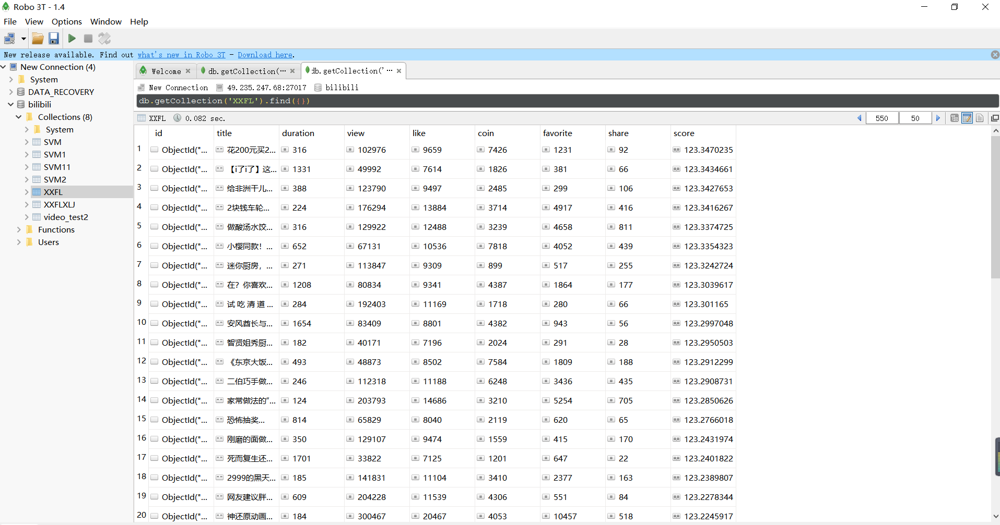 Robo 3T - 1.4
File View Options Window Help
New release available. Find out what's new in Robo 3T - Download here.
New Connection (4)
System
DATA_RECOVERY
bilibili
Collections (8)
System
SVM
SVM1
SVM11
SVM2
XXFL
XXFLXLJ
video_test2
Functions
Users
Welcome db.getCollection(… db.getCollection('…
New Connection 49.235.247.68:27017 bilibili
db.getCollection('XXFL').find({})
XXFL 0.082 sec. 550 50
id title duration view like coin favorite share score
1 ObjectId("... 花200元买2... 316 102976 9659 7426 1231 92 123.3470235
2 ObjectId("... 【i了i了】这... 1331 49992 7614 1826 381 66 123.3434661
3 ObjectId("... 给非洲干儿... 388 123790 9497 2485 299 106 123.3427653
4 ObjectId("... 2块钱车轮... 224 176294 13884 3714 4917 416 123.3416267
5 ObjectId("... 做酸汤水饺... 316 129922 12488 3239 4658 811 123.3374725
6 ObjectId("... 小樱同款！... 652 67131 10536 7818 4052 439 123.3354323
7 ObjectId("... 迷你厨房，... 271 113847 9309 899 517 255 123.3242724
8 ObjectId("... 在？你喜欢... 1208 80834 9341 4387 1864 177 123.3039617
9 ObjectId("... 试 吃 清 道 ... 284 192403 11169 1718 280 66 123.301165
10 ObjectId("... 安风酋长与... 1654 83409 8801 4382 943 56 123.2997048
11 ObjectId("... 智贤姐秀厨... 182 40171 7196 2024 291 28 123.2950503
12 ObjectId("... 《东京大饭... 493 48873 8502 7584 1809 188 123.2912299
13 ObjectId("... 二伯巧手做... 246 112318 11188 6248 3436 435 123.2908731
14 ObjectId("... 家常做法的“... 124 203793 14686 3210 5254 705 123.2850626
15 ObjectId("... 恐怖抽奖... 814 65829 8040 2119 620 65 123.2766018
16 ObjectId("... 刚磨的面做... 350 129107 9474 1559 415 170 123.2431974
17 ObjectId("... 死而复生还... 1701 33822 7125 1201 647 22 123.2401822
18 ObjectId("... 2999的黑天... 185 141831 11104 3410 2377 163 123.2389807
19 ObjectId("... 网友建议胖... 609 204228 11539 4306 551 84 123.2278344
20 ObjectId("... 神还原动画... 184 300467 20467 4053 10457 518 123.2245917